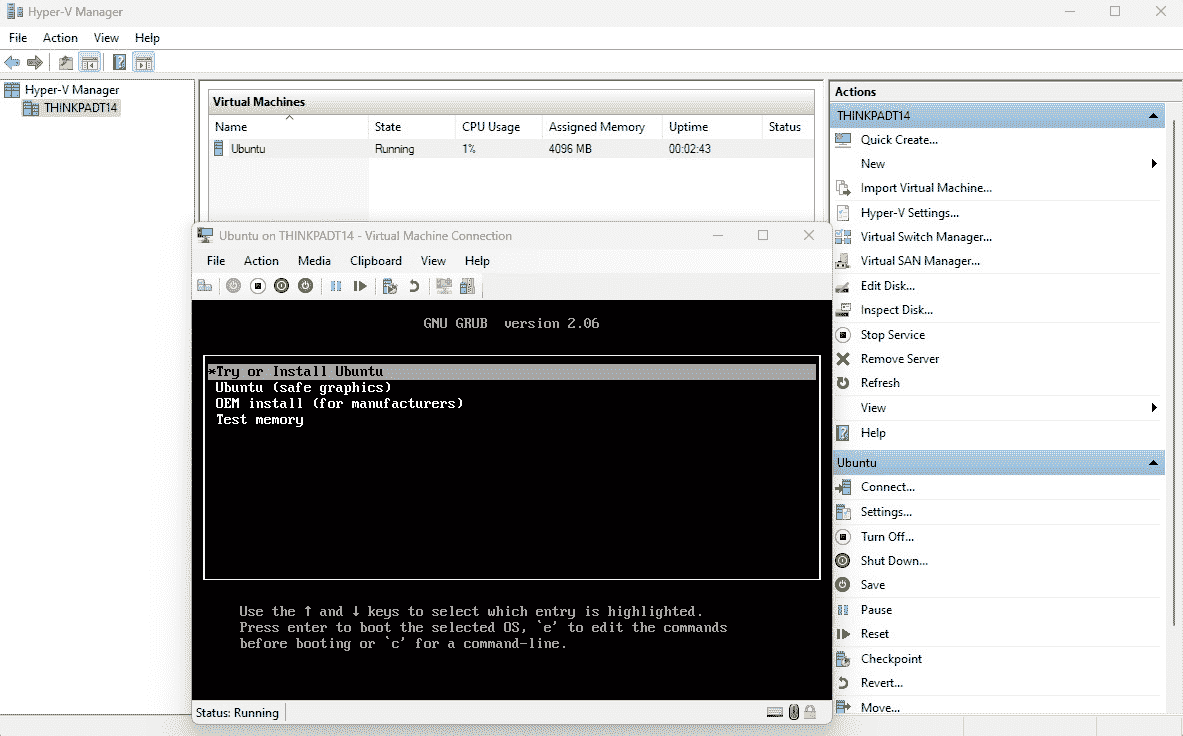 Hyper-V Manager
File Action View Help
Hyper-V Manager
THINKPADT14
Virtual Machines
Name State CPU Usage Assigned Memory Uptime Status
Ubuntu Running 1% 4096 MB 00:02:43
Ubuntu on THINKPADT14 - Virtual Machine Connection
File Action Media Clipboard View Help
GNU GRUB version 2.06
*Try or Install Ubuntu
Ubuntu (safe graphics)
OEM install (for manufacturers)
Test memory
Use the ↑ and ↓ keys to select which entry is highlighted.
Press enter to boot the selected OS, `e' to edit the commands
before booting or `c' for a command-line.
Status: Running
Actions
THINKPADT14
Quick Create...
New
Import Virtual Machine...
Hyper-V Settings...
Virtual Switch Manager...
Virtual SAN Manager...
Edit Disk...
Inspect Disk...
Stop Service
Remove Server
Refresh
View
Help
Ubuntu
Connect...
Settings...
Turn Off...
Shut Down...
Save
Pause
Reset
Checkpoint
Revert...
Move...